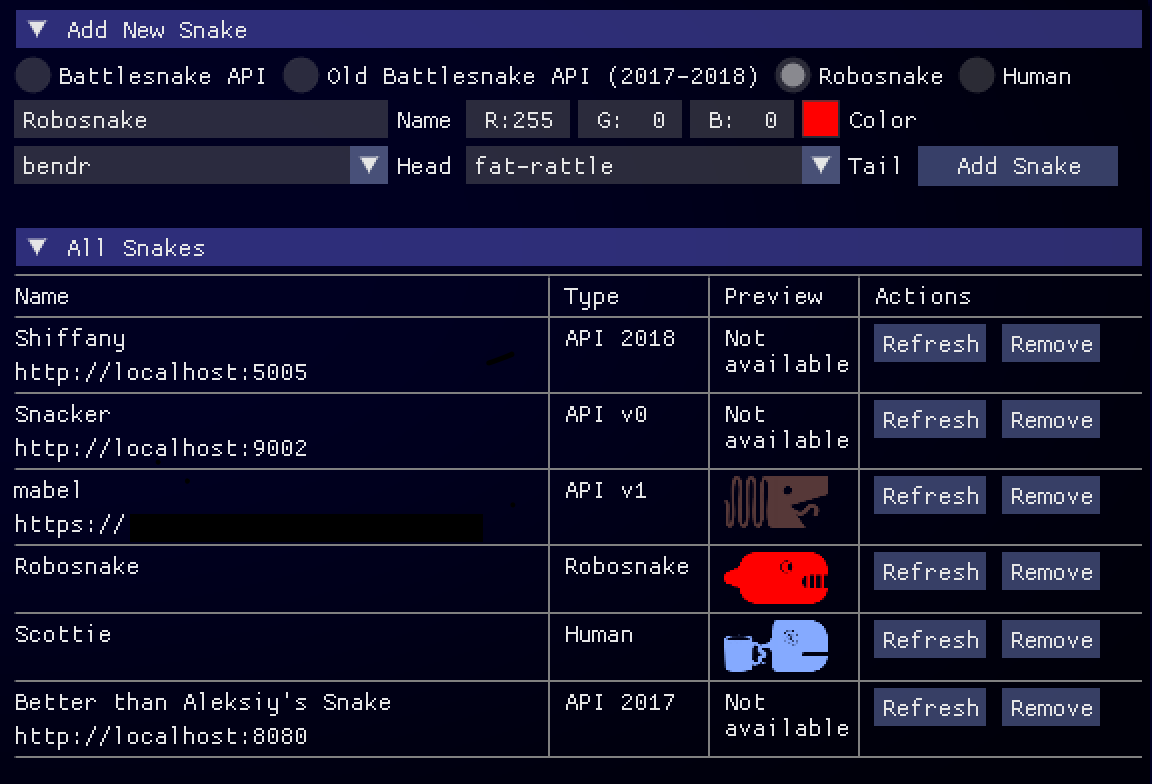 Add New Snake
Battlesnake API Old Battlesnake API (2017-2018) Robosnake Human
Robosnake Name R:255 G: 0 B: 0 Color
bendr Head fat-rattle Tail Add Snake
All Snakes
Name Type Preview Actions
Shiffany API 2018 Not available Refresh Remove
http://localhost:5005
Snacker API v0 Not available Refresh Remove
http://localhost:9002
mabel API v1 Refresh Remove
https://
Robosnake Robosnake Refresh Remove
Scottie Human Refresh Remove
Better than Aleksiy's Snake API 2017 Not available Refresh Remove
http://localhost:8080